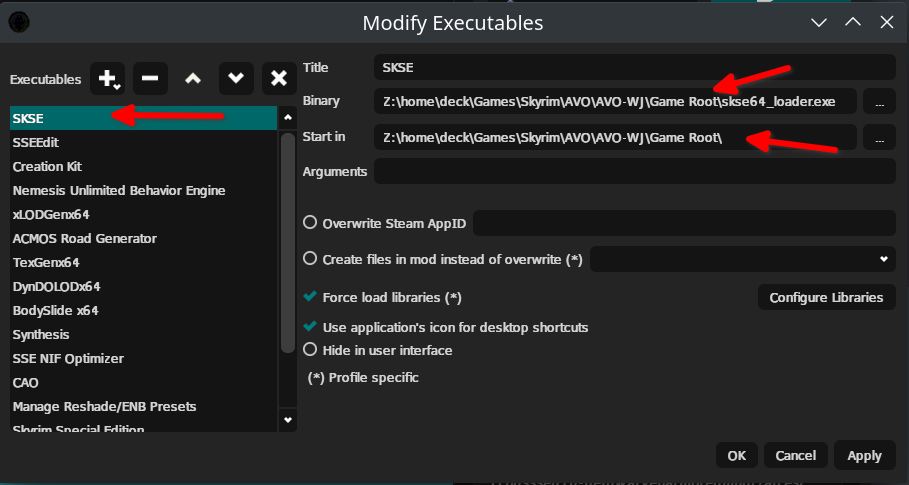 Modify Executables
Executables
SKSE
SSEEdit
Creation Kit
Nemesis Unlimited Behavior Engine
xLODGenx64
ACMOS Road Generator
TexGenx64
DynDOLODx64
BodySlide x64
Synthesis
SSE NIF Optimizer
CAO
Manage Reshade/ENB Presets
Skyrim Special Edition
Title SKSE
Binary Z:\home\deck\Games\Skyrim\AVO\AVO-WJ\Game Root\skse64_loader.exe ...
Start in Z:\home\deck\Games\Skyrim\AVO\AVO-WJ\Game Root\ ...
Arguments
Overwrite Steam AppID
Create files in mod instead of overwrite (*)
Force load libraries (*) Configure Libraries
Use application's icon for desktop shortcuts
Hide in user interface
(*) Profile specific
OK Cancel Apply